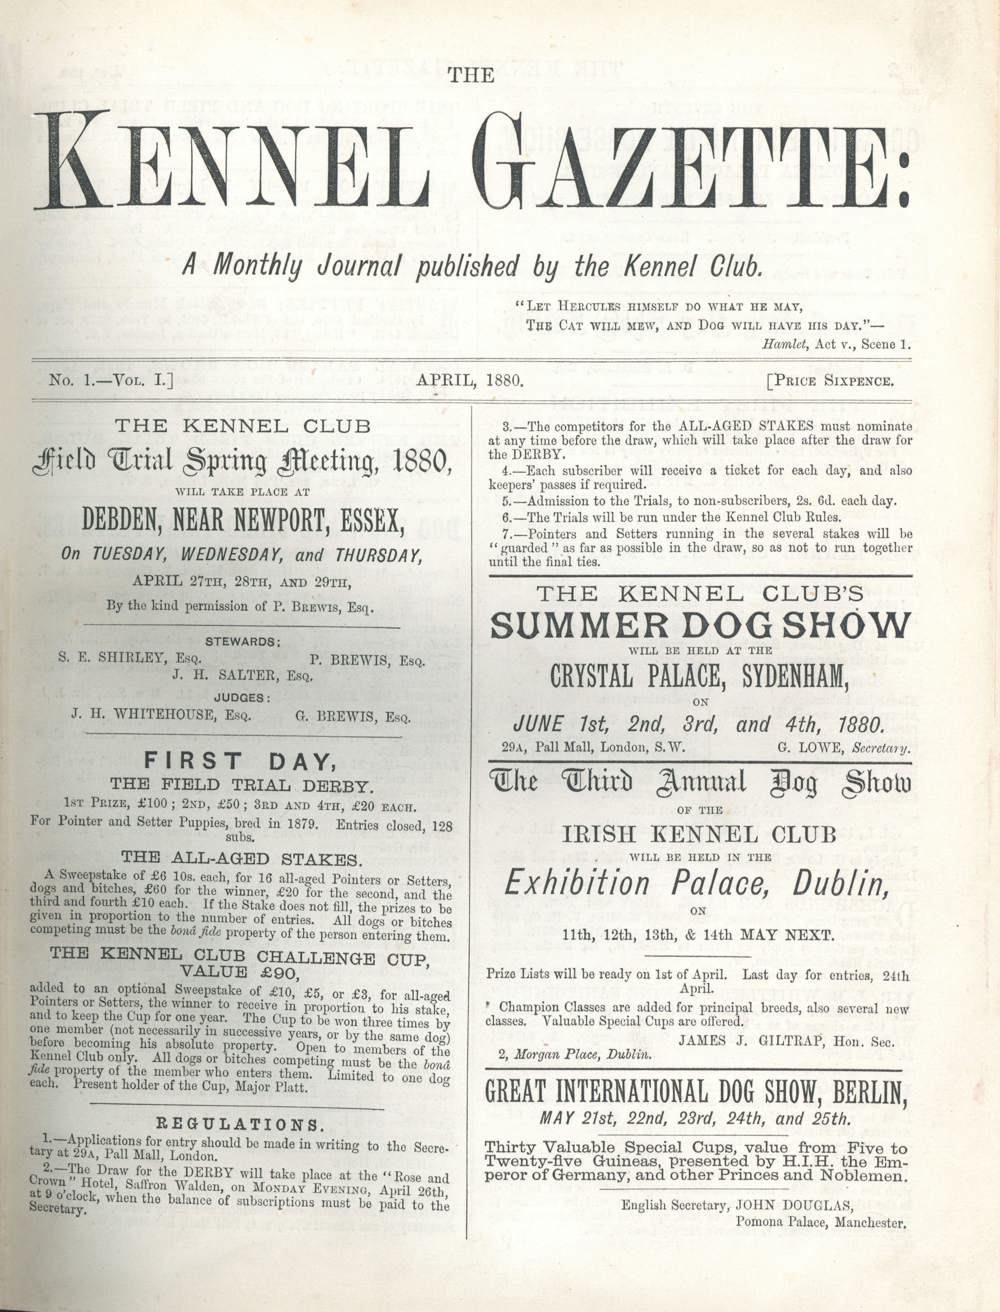 THE
KENNEL GAZETTE:
A Monthly Journal published by the Kennel Club.
"LET HERCULES HIMSELF DO WHAT HE MAY,
THE CAT WILL MEW, AND DOG WILL HAVE HIS DAY."—
Hamlet, Act v., Scene 1.
No. 1.—VOL. I.]
APRIL, 1880.
[PRICE SIXPENCE.
THE KENNEL CLUB
Field Trial Spring Meeting, 1880,
WILL TAKE PLACE AT
DEBDEN, NEAR NEWPORT, ESSEX,
On TUESDAY, WEDNESDAY, and THURSDAY,
APRIL 27TH, 28TH, AND 29TH,
By the kind permission of P. BREWIS, Esq.
STEWARDS:
S. E. SHIRLEY, ESQ. P. BREWIS, ESQ.
J. H. SALTER, ESQ.
JUDGES:
J. H. WHITEHOUSE, ESQ. G. BREWIS, ESQ.
FIRST DAY,
THE FIELD TRIAL DERBY.
1ST PRIZE, £100; 2ND, £50; 3RD AND 4TH, £20 EACH.
For Pointer and Setter Puppies, bred in 1879. Entries closed, 128
subs.
THE ALL-AGED STAKES.
A Sweepstake of £6 10s. each, for 16 all-aged Pointers or Setters,
dogs and bitches, £60 for the winner, £20 for the second, and the
third and fourth £10 each. If the Stake does not fill, the prizes to be
given in proportion to the number of entries. All dogs or bitches
competing must be the bonâ fide property of the person entering them.
THE KENNEL CLUB CHALLENGE CUP,
VALUE £90,
added to an optional Sweepstake of £10, £5, or £3, for all-aged
Pointers or Setters, the winner to receive in proportion to his stake,
and to keep the Cup for one year. The Cup to be won three times by
one member (not necessarily in successive years, or by the same dog)
before becoming his absolute property. Open to members of the
Kennel Club only. All dogs or bitches competing must be the bonâ
fide property of the member who enters them. Limited to one dog
each. Present holder of the Cup, Major Platt.
REGULATIONS.
1.—Applications for entry should be made in writing to the Secre-
tary at 29A, Pall Mall, London.
2.—The Draw for the DERBY will take place at the "Rose and
Crown" Hotel, Saffron Walden, on MONDAY EVENING, April 26th,
at 9 o'clock, when the balance of subscriptions must be paid to the
Secretary.
3.—The competitors for the ALL-AGED STAKES must nominate
at any time before the draw, which will take place after the draw for
the DERBY.
4.—Each subscriber will receive a ticket for each day, and also
keepers' passes if required.
5.—Admission to the Trials, to non-subscribers, 2s. 6d. each day.
6.—The Trials will be run under the Kennel Club Rules.
7.—Pointers and Setters running in the several stakes will be
"guarded" as far as possible in the draw, so as not to run together
until the final ties.
THE KENNEL CLUB'S
SUMMER DOG SHOW
WILL BE HELD AT THE
CRYSTAL PALACE, SYDENHAM,
ON
JUNE 1st, 2nd, 3rd, and 4th, 1880.
29A, Pall Mall, London, S.W. G. LOWE, Secretary.
The Third Annual Dog Show
OF THE
IRISH KENNEL CLUB
WILL BE HELD IN THE
Exhibition Palace, Dublin,
ON
11th, 12th, 13th, & 14th MAY NEXT.
Prize Lists will be ready on 1st of April. Last day for entries, 24th
April.
Champion Classes are added for principal breeds, also several new
classes. Valuable Special Cups are offered.
JAMES J. GILTRAP, Hon. Sec.
2, Morgan Place, Dublin.
GREAT INTERNATIONAL DOG SHOW, BERLIN,
MAY 21st, 22nd, 23rd, 24th, and 25th.
Thirty Valuable Special Cups, value from Five to
Twenty-five Guineas, presented by H.I.H. the Em-
peror of Germany, and other Princes and Noblemen.
English Secretary, JOHN DOUGLAS,
Pomona Palace, Manchester.